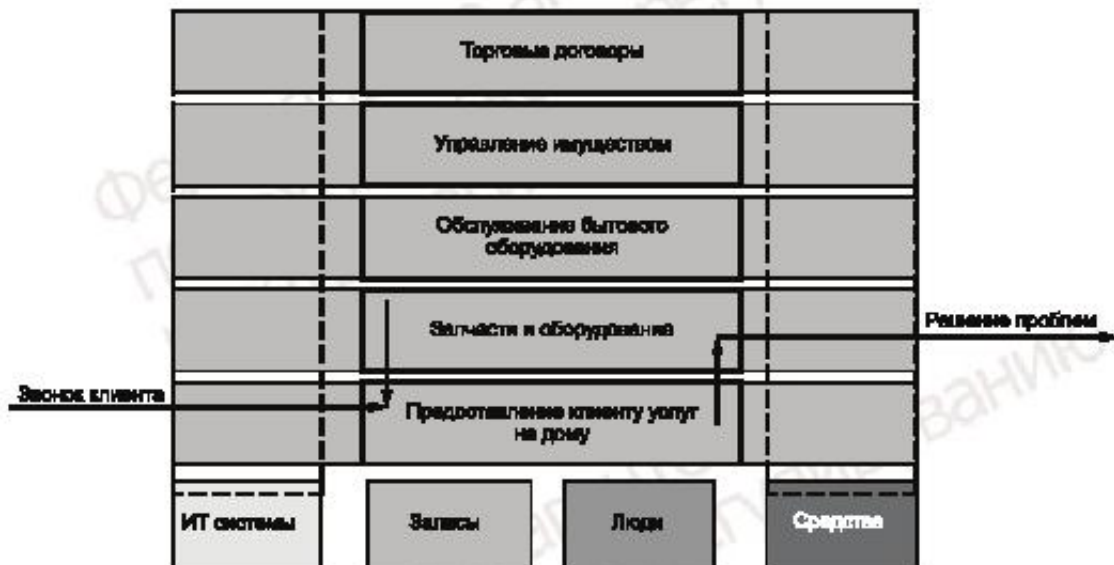 Торговые договоры
Управление имуществом
Обслуживание бытового
оборудования
Запчасти и оборудование
Решение проблем
Звонок клиента
Предоставление клиенту услуг
на дому
ИТ системы
Запасы
Люди
Средства